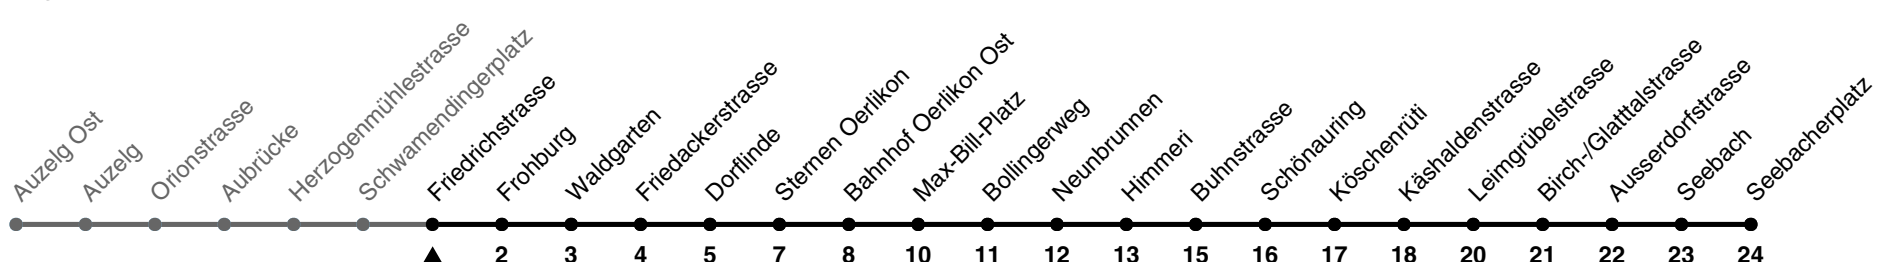 Auzelg Ost
Auzelg
Orionstrasse
Aubrücke
Herzogenmühlestrasse
Schwamendingerplatz
Friedrichstrasse
Frohburg
Waldgarten
Friedackerstrasse
Dorflinde
Sternen Oerlikon
Bahnhof Oerlikon Ost
Max-Bill-Platz
Bollingerweg
Neunbrunnen
Himmeri
Buhnstrasse
Schönauring
Köschenrüti
Käshaldenstrasse
Leimgrübelstrasse
Birch-/Glatttalstrasse
Ausserdorfstrasse
Seebach
Seebacherplatz
2 3 4 5 7 8 10 11 12 13 15 16 17 18 20 21 22 23 24